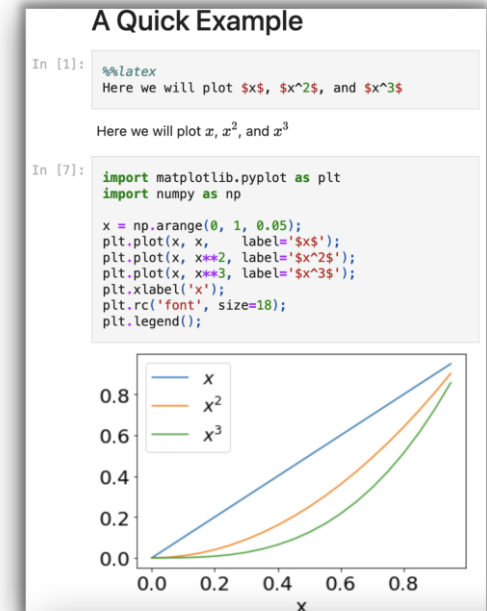 A Quick Example
In [1]:
%%latex
Here we will plot $x$, $x^2$, and $x^3$
Here we will plot x, x², and x³
In [7]:
import matplotlib.pyplot as plt
import numpy as np
x = np.arange(0, 1, 0.05);
plt.plot(x, x,    label='$x$');
plt.plot(x, x**2, label='$x^2$');
plt.plot(x, x**3, label='$x^3$');
plt.xlabel('x');
plt.rc('font', size=18);
plt.legend();
x
x²
x³
0.8
0.6
0.4
0.2
0.0
0.0 0.2 0.4 0.6 0.8
x